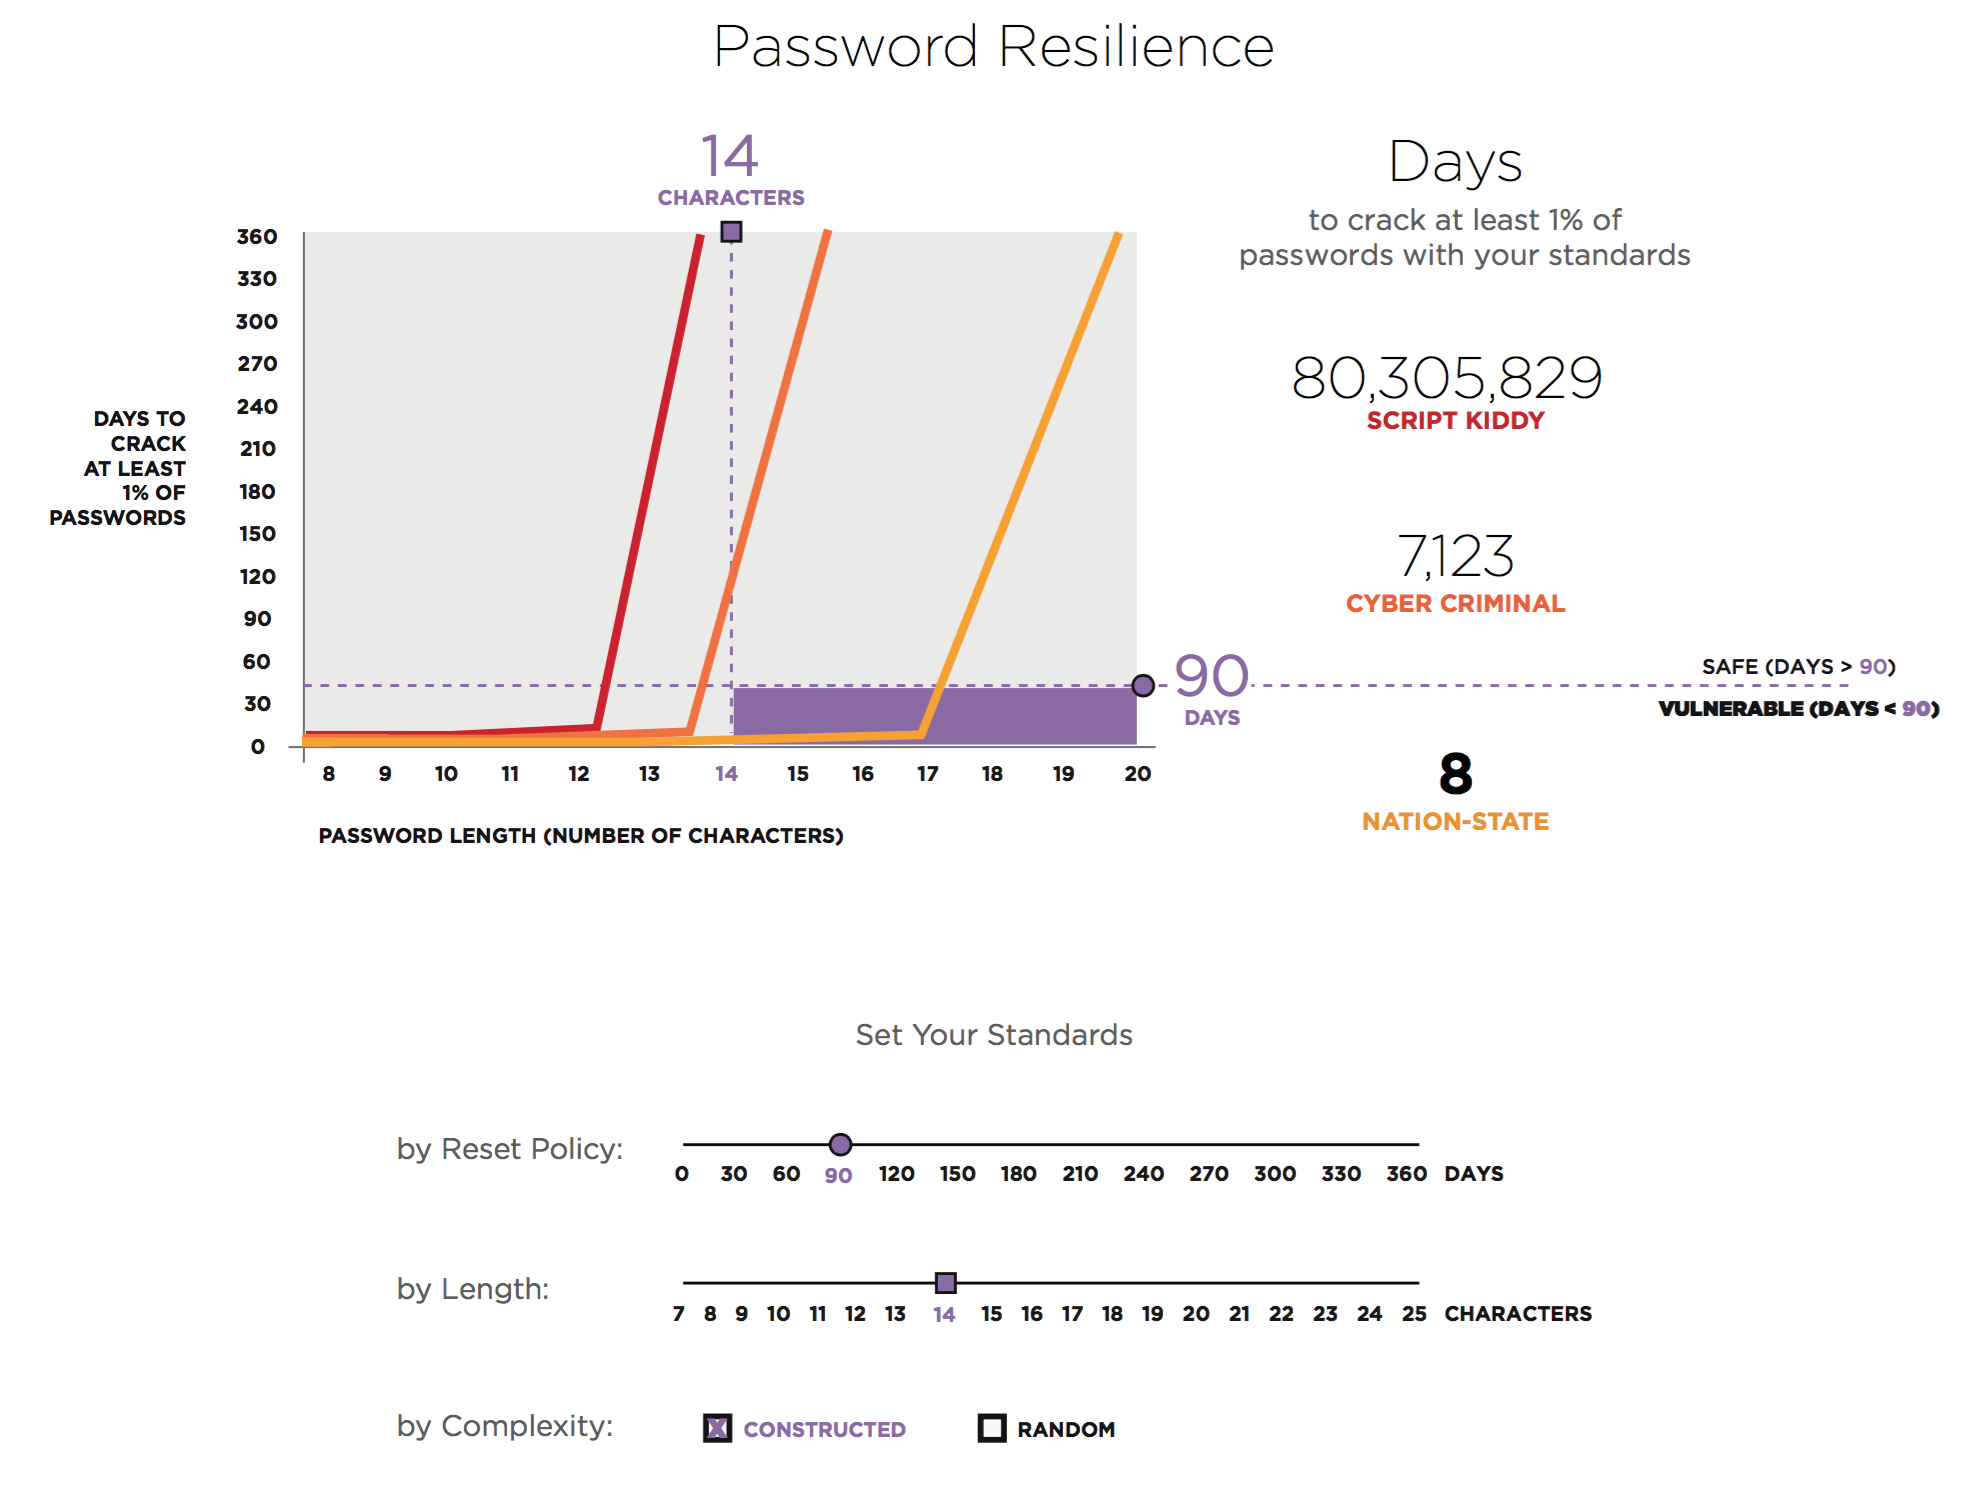 Password Resilience
14
CHARACTERS
360
330
300
270
240
210
180
150
120
90
60
30
0
DAYS TO
CRACK
AT LEAST
1% OF
PASSWORDS
8 9 10 11 12 13 14 15 16 17 18 19 20
PASSWORD LENGTH (NUMBER OF CHARACTERS)
90
DAYS
Days
to crack at least 1% of
passwords with your standards
80,305,829
SCRIPT KIDDY
7,123
CYBER CRIMINAL
SAFE (DAYS > 90)
VULNERABLE (DAYS < 90)
8
NATION-STATE
Set Your Standards
by Reset Policy:
0 30 60 90 120 150 180 210 240 270 300 330 360 DAYS
by Length:
7 8 9 10 11 12 13 14 15 16 17 18 19 20 21 22 23 24 25 CHARACTERS
by Complexity: X CONSTRUCTED RANDOM